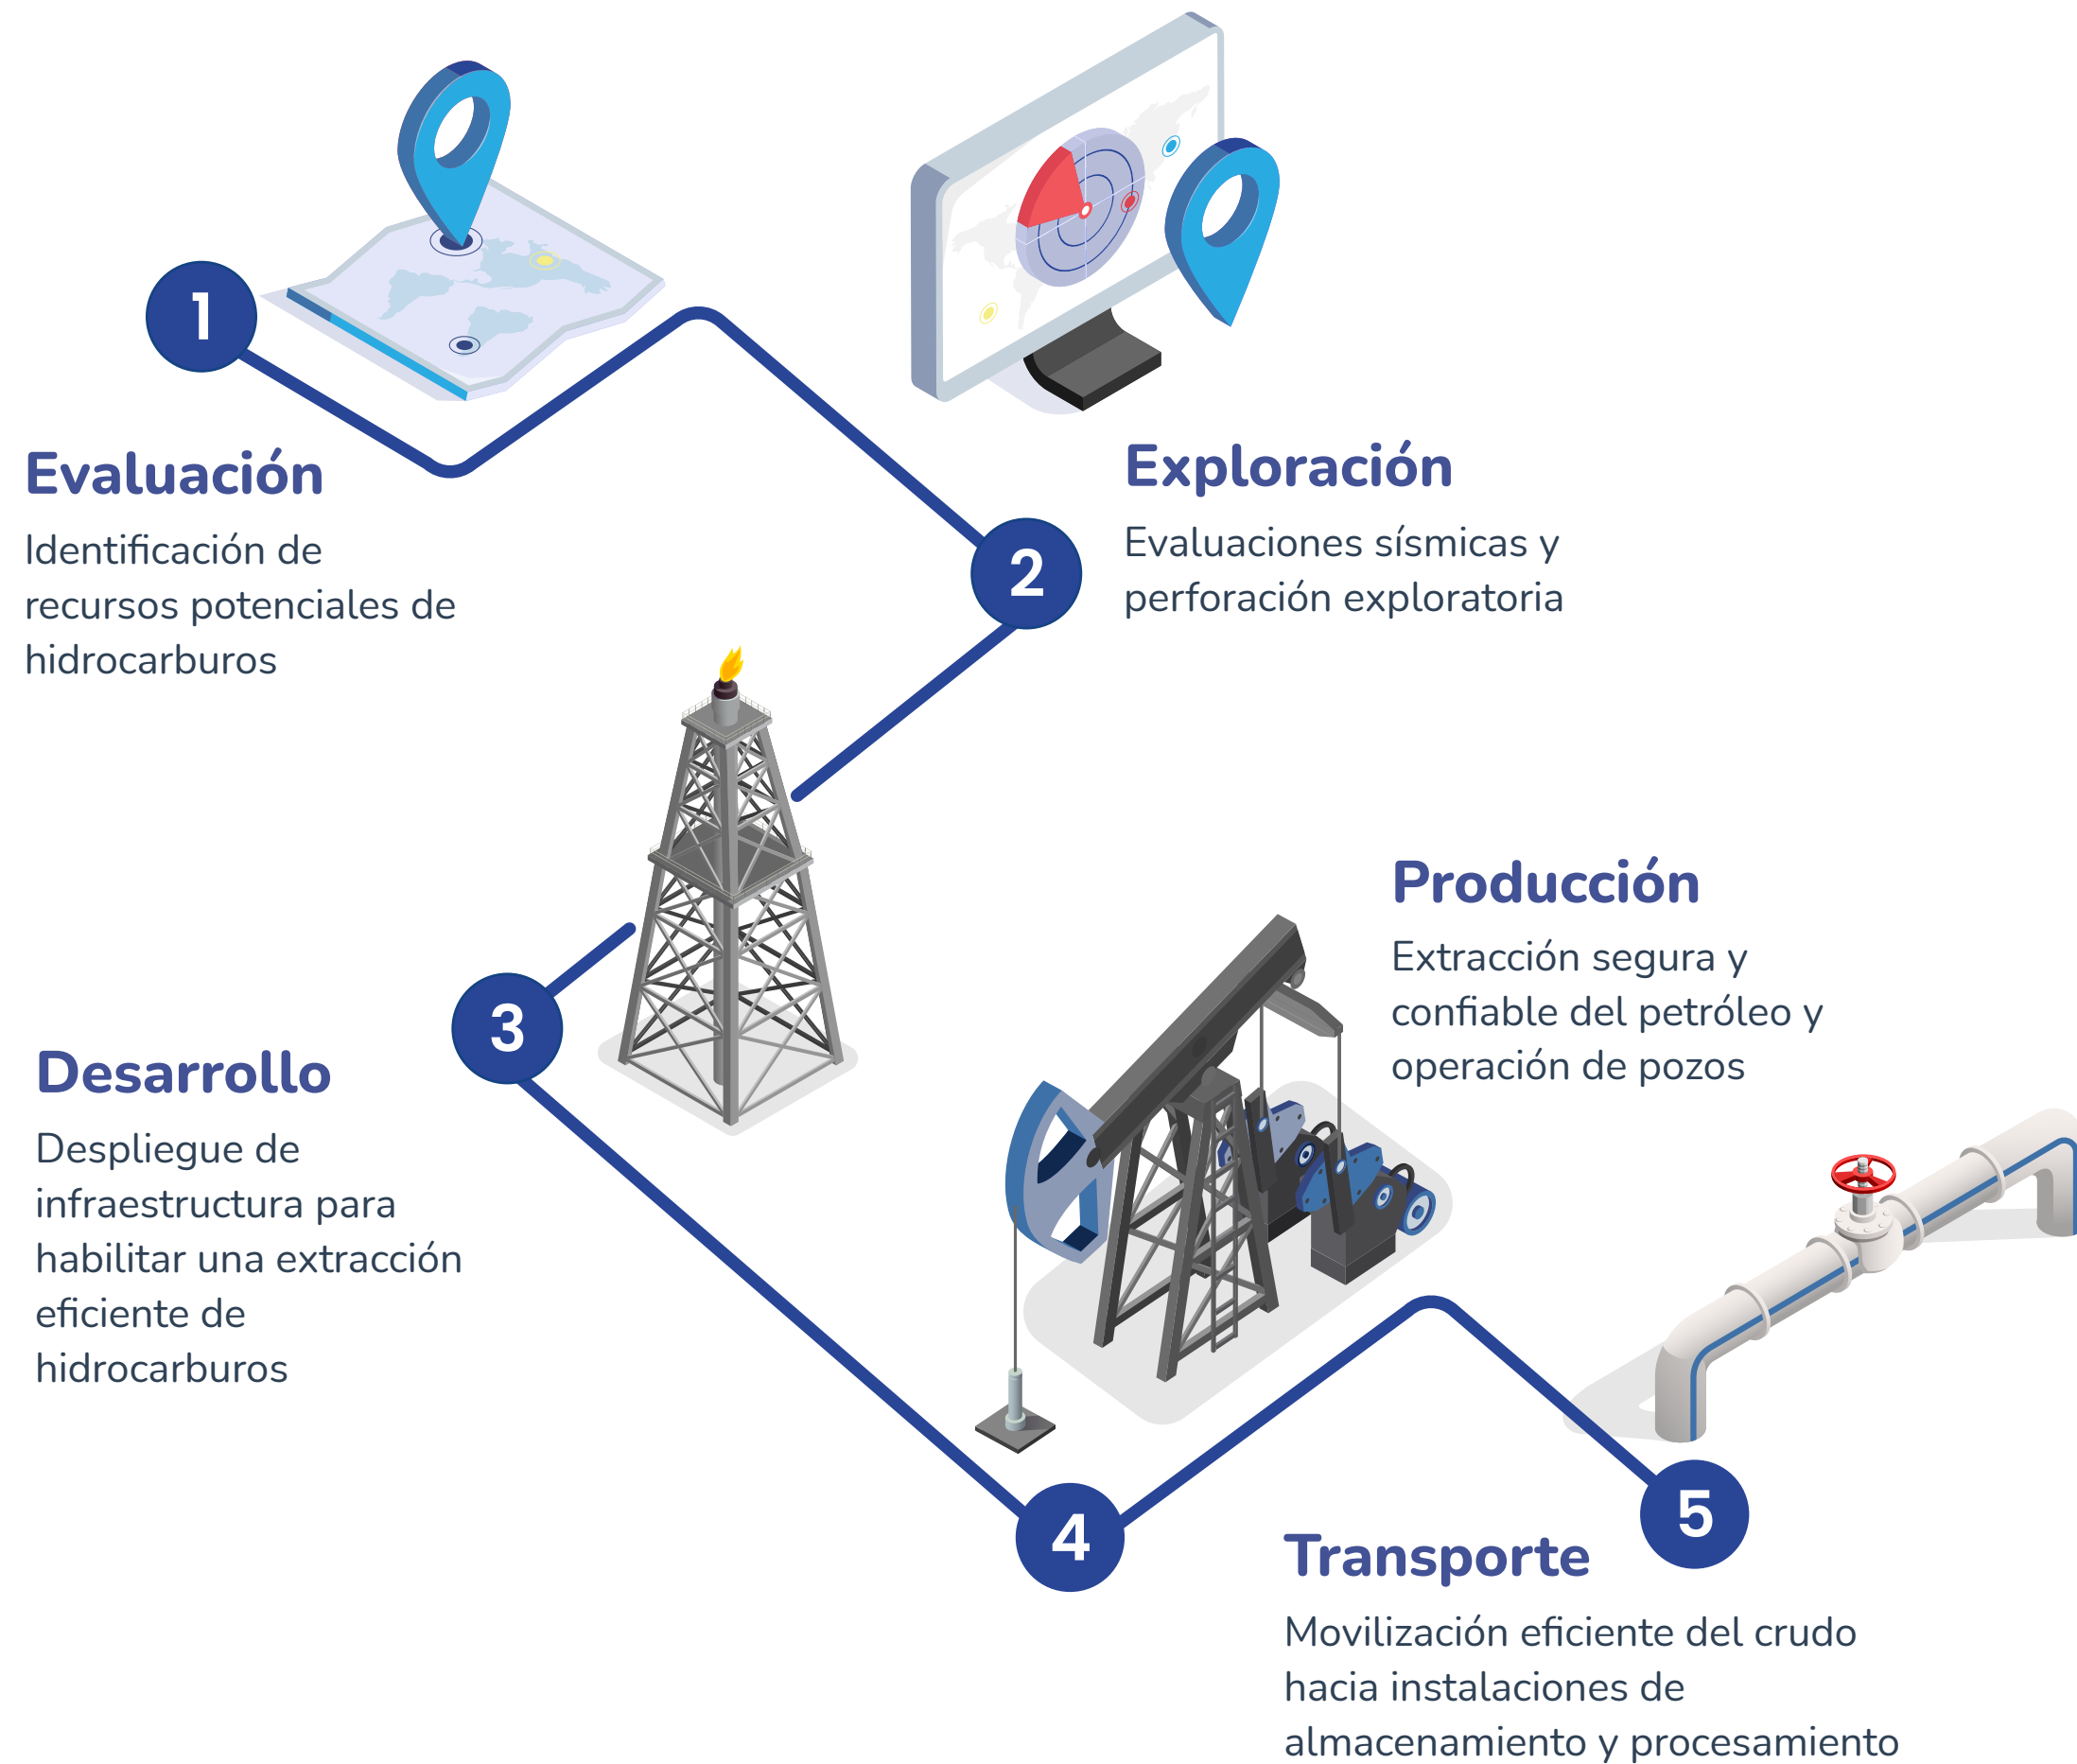 1
Evaluación
Identificación de
recursos potenciales de
hidrocarburos
2
Exploración
Evaluaciones sísmicas y
perforación exploratoria
3
Desarrollo
Despliegue de
infraestructura para
habilitar una extracción
eficiente de
hidrocarburos
4
Producción
Extracción segura y
confiable del petróleo y
operación de pozos
5
Transporte
Movilización eficiente del crudo
hacia instalaciones de
almacenamiento y procesamiento